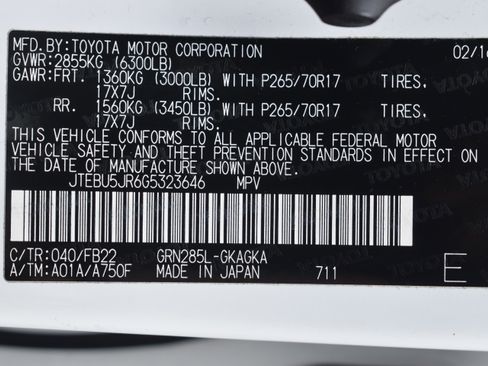 MFD.BY:TOYOTA MOTOR CORPORATION 02/16
GVWR:2855KG (6300LB)
GAWR:FRT. 1360KG (3000LB) WITH P265/70R17 TIRES,
17X7J RIMS.
RR. 1560KG (3450LB) WITH P265/70R17 TIRES,
17X7J RIMS.
THIS VEHICLE CONFORMS TO ALL APPLICABLE FEDERAL MOTOR
VEHICLE SAFETY AND THEFT PREVENTION STANDARDS IN EFFECT ON
THE DATE OF MANUFACTURE SHOWN ABOVE.
JTEBU5JR6G5323646 MPV
C/TR:040/FB22 GRN285L-GKAGKA
A/TM:A01A/A750F MADE IN JAPAN 711 E